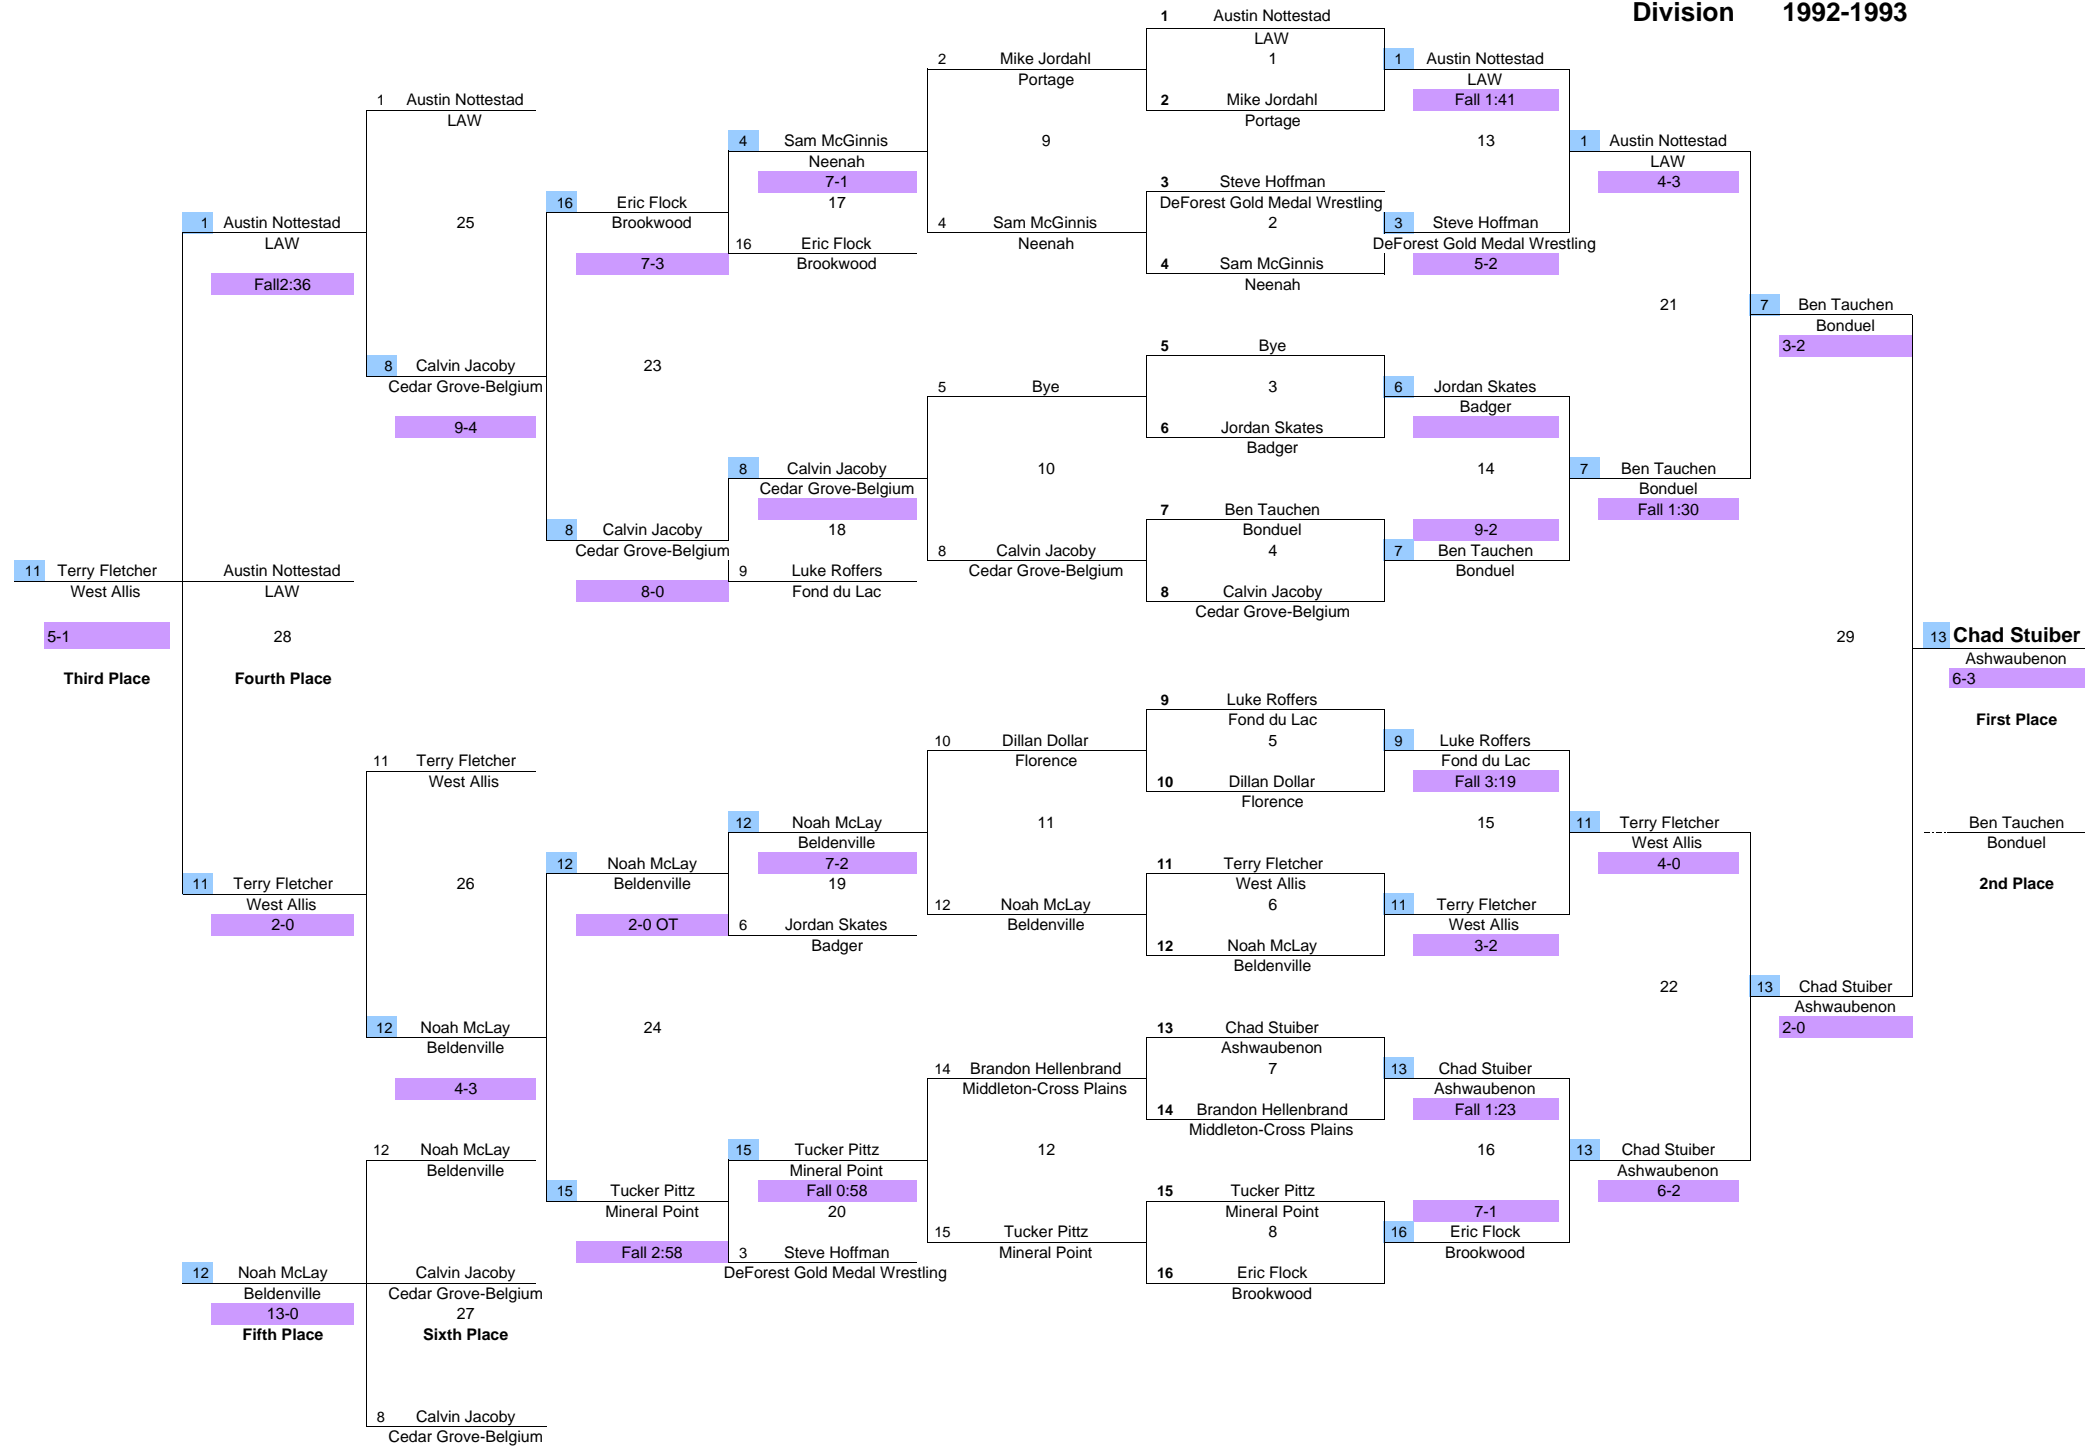 Division 1992-1993
1 Austin Nottestad
LAW
2 Mike Jordahl
Portage
1
1 Austin Nottestad
LAW
Fall 1:41
1 Austin Nottestad
LAW
2 Mike Jordahl
Portage
4 Sam McGinnis
Neenah
7-1
9
13
1 Austin Nottestad
LAW
4-3
3 Steve Hoffman
DeForest Gold Medal Wrestling
16 Eric Flock
Brookwood
7-3
17
1 Austin Nottestad
LAW
Fall2:36
25
4 Sam McGinnis
Neenah
2
3 Steve Hoffman
DeForest Gold Medal Wrestling
5-2
16 Eric Flock
Brookwood
4 Sam McGinnis
Neenah
21
7 Ben Tauchen
Bonduel
3-2
5 Bye
8 Calvin Jacoby
Cedar Grove-Belgium
9-4
23
5 Bye
3
6 Jordan Skates
Badger
6 Jordan Skates
Badger
8 Calvin Jacoby
Cedar Grove-Belgium
10
14
7 Ben Tauchen
Bonduel
Fall 1:30
7 Ben Tauchen
Bonduel
8 Calvin Jacoby
Cedar Grove-Belgium
8-0
18
9-2
8 Calvin Jacoby
Cedar Grove-Belgium
4
7 Ben Tauchen
Bonduel
11 Terry Fletcher
West Allis
5-1
Third Place
Austin Nottestad
LAW
28
Fourth Place
9 Luke Roffers
Fond du Lac
8 Calvin Jacoby
Cedar Grove-Belgium
29
13 Chad Stuiber
Ashwaubenon
6-3
First Place
9 Luke Roffers
Fond du Lac
10 Dillan Dollar
Florence
5
9 Luke Roffers
Fond du Lac
Fall 3:19
11 Terry Fletcher
West Allis
10 Dillan Dollar
Florence
12 Noah McLay
Beldenville
7-2
11
15
11 Terry Fletcher
West Allis
4-0
Ben Tauchen
Bonduel
2nd Place
12 Noah McLay
Beldenville
2-0 OT
19
11 Terry Fletcher
West Allis
11 Terry Fletcher
West Allis
2-0
26
12 Noah McLay
Beldenville
6
11 Terry Fletcher
West Allis
3-2
6 Jordan Skates
Badger
12 Noah McLay
Beldenville
22
13 Chad Stuiber
Ashwaubenon
2-0
12 Noah McLay
Beldenville
4-3
24
13 Chad Stuiber
Ashwaubenon
14 Brandon Hellenbrand
Middleton-Cross Plains
7
13 Chad Stuiber
Ashwaubenon
Fall 1:23
14 Brandon Hellenbrand
Middleton-Cross Plains
12 Noah McLay
Beldenville
15 Tucker Pittz
Mineral Point
Fall 0:58
12
16
13 Chad Stuiber
Ashwaubenon
6-2
15 Tucker Pittz
Mineral Point
Fall 2:58
20
15 Tucker Pittz
Mineral Point
7-1
15 Tucker Pittz
Mineral Point
8
16 Eric Flock
Brookwood
3 Steve Hoffman
DeForest Gold Medal Wrestling
16 Eric Flock
Brookwood
12 Noah McLay
Beldenville
13-0
Fifth Place
Calvin Jacoby
Cedar Grove-Belgium
27
Sixth Place
8 Calvin Jacoby
Cedar Grove-Belgium